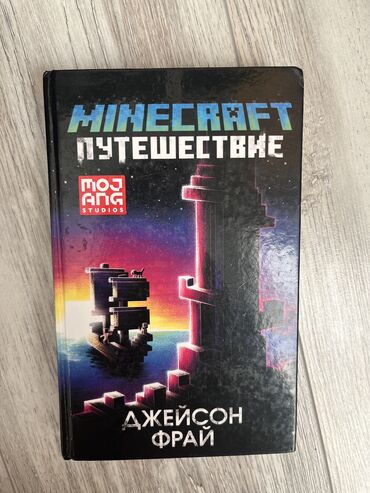 MINECRAFT
ПУТЕШЕСТВИЕ
MOJ
ANG
STUDIOS
ДЖЕЙСОН
ФРАЙ